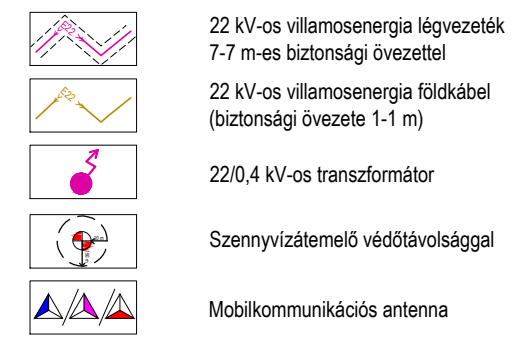 E22
22 kV-os villamosenergia légvezeték
7-7 m-es biztonsági övezettel
E22
22 kV-os villamosenergia földkábel
(biztonsági övezete 1-1 m)
22/0,4 kV-os transzformátor
Szennyvízátemelő védőtávolsággal
Mobilkommunikációs antenna